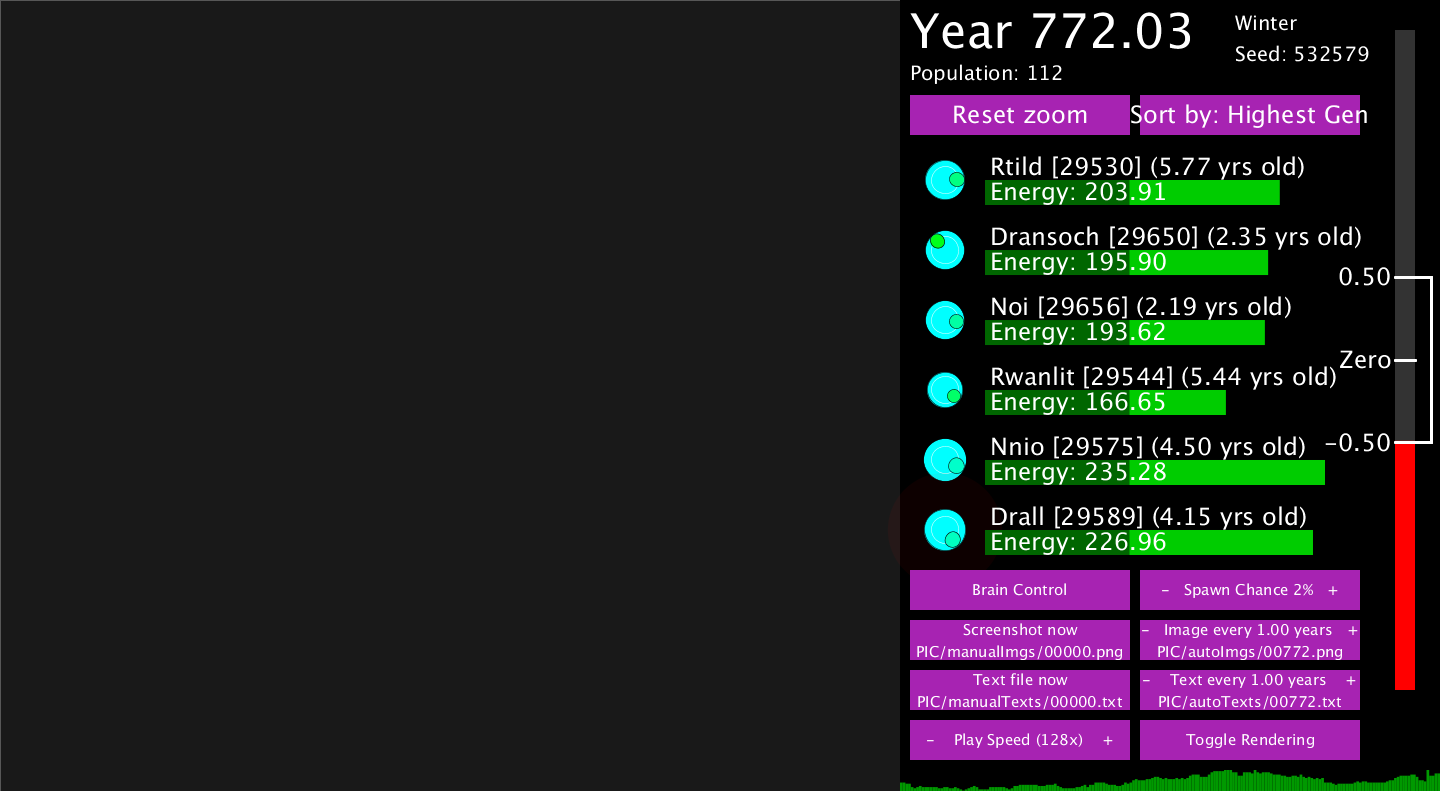 Year 772.03
Winter
Seed: 532579
Population: 112
Reset zoom
Sort by: Highest Gen
Rtild [29530] (5.77 yrs old)
Energy: 203.91
Dransoch [29650] (2.35 yrs old)
Energy: 195.90
0.50
Noi [29656] (2.19 yrs old)
Energy: 193.62
Zero
Rwanlit [29544] (5.44 yrs old)
Energy: 166.65
-0.50
Nnio [29575] (4.50 yrs old)
Energy: 235.28
Drall [29589] (4.15 yrs old)
Energy: 226.96
Brain Control
- Spawn Chance 2% +
Screenshot now
PIC/manualImgs/00000.png
- Image every 1.00 years +
PIC/autoImgs/00772.png
Text file now
PIC/manualTexts/00000.txt
- Text every 1.00 years +
PIC/autoTexts/00772.txt
- Play Speed (128x) +
Toggle Rendering